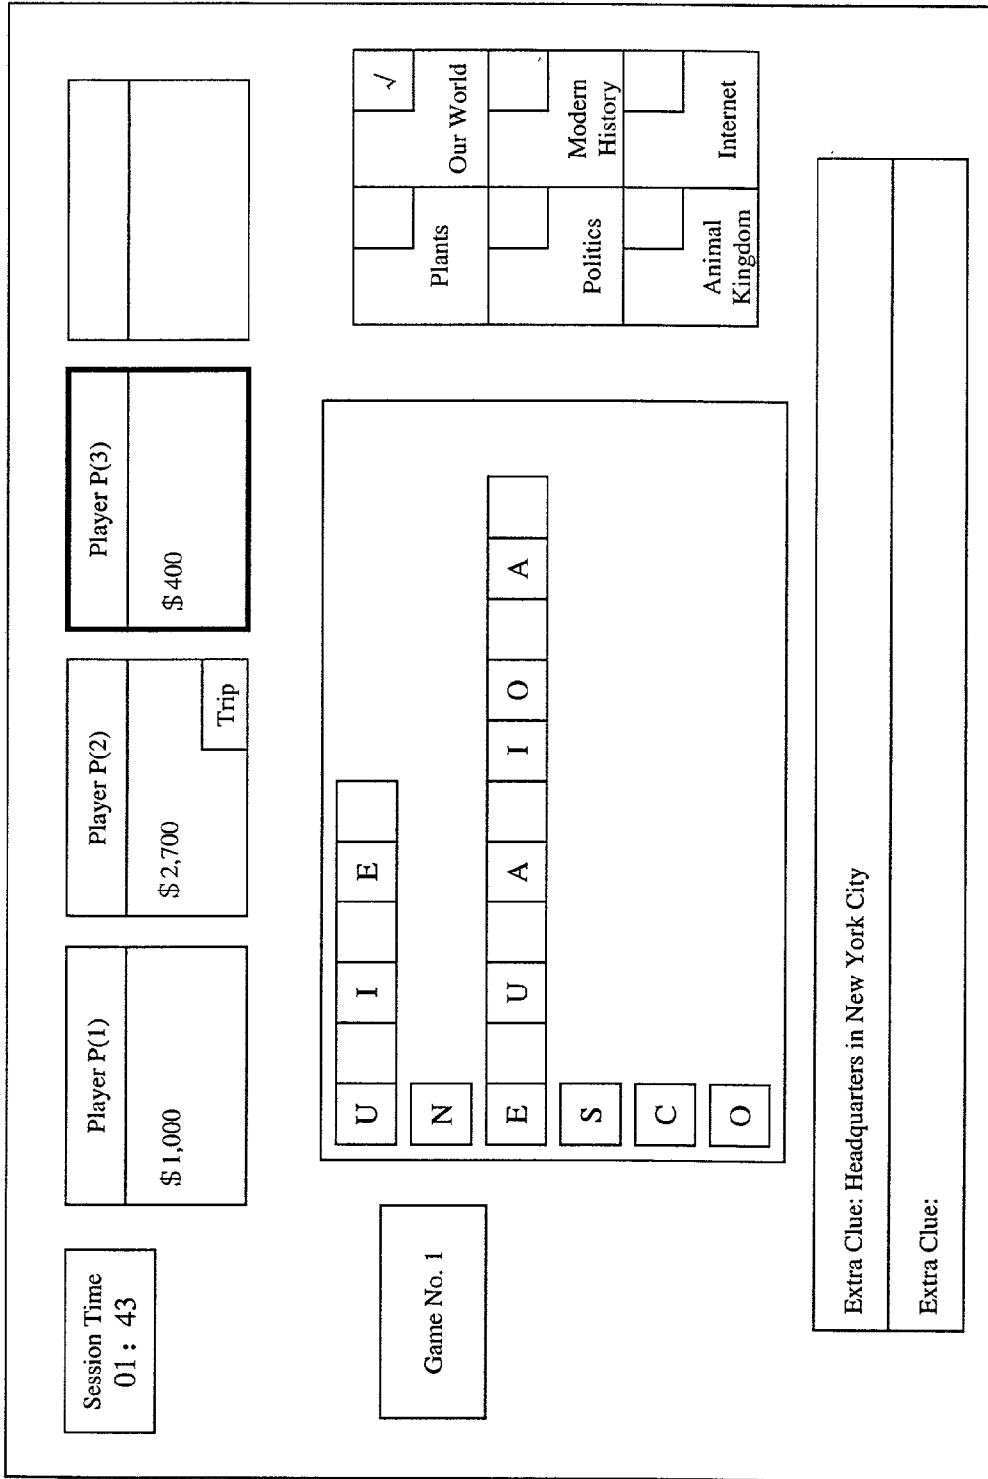 Session Time
01: 43
Player P(1)
$ 1,000
Player P(2)
$ 2,700
Trip
Player P(3)
$ 400
Game No. 1
U I E
N
E U A I O A
S
C
O
Plants
√
Our World
Politics
Modern
History
Animal
Kingdom
Internet
Extra Clue: Headquarters in New York City
Extra Clue: